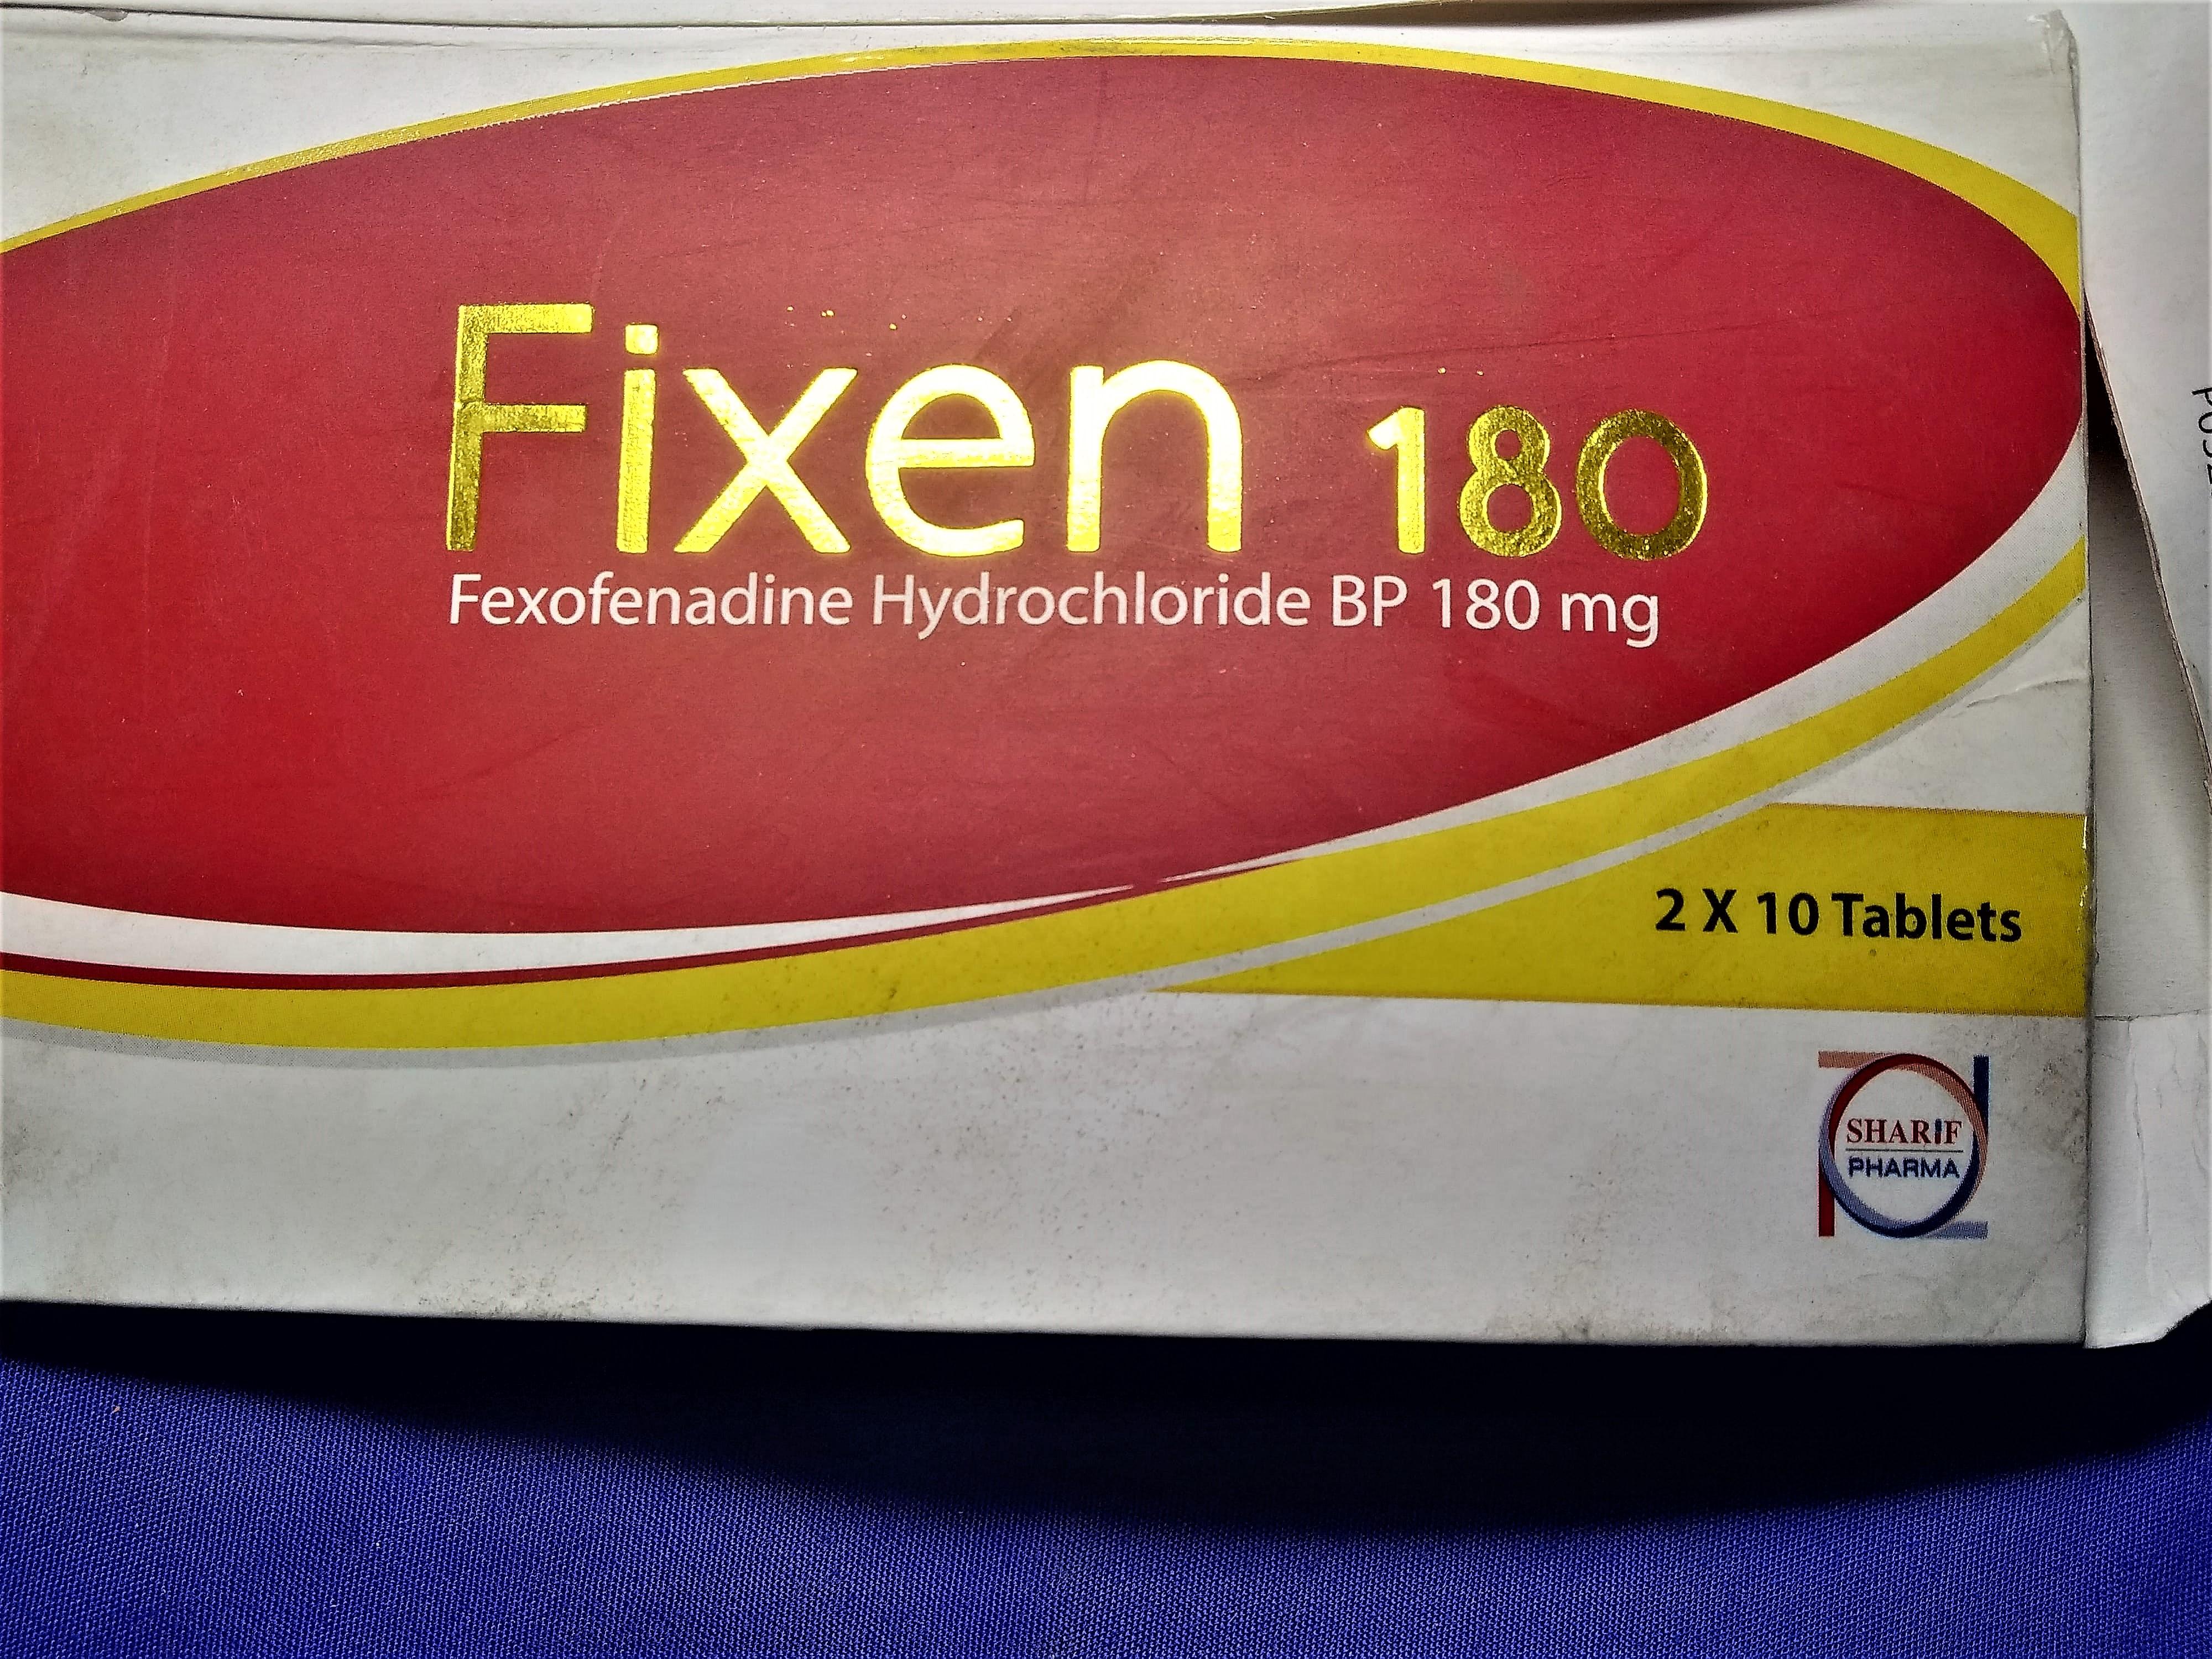 Fixen 180
Fexofenadine Hydrochloride BP 180 mg
2 X 10 Tablets
SHARIF
PHARMA